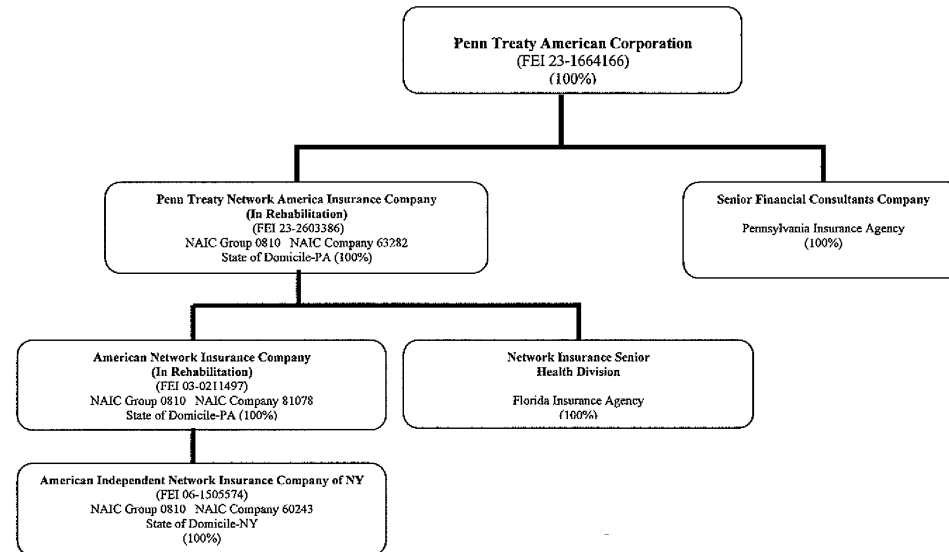 Penn Treaty American Corporation
(FEI 23-1664166)
(100%)
Penn Treaty Network America Insurance Company
(In Rehabilitation)
(FEI 23-2603386)
NAIC Group 0810 NAIC Company 63282
State of Domicile-PA (100%)
Senior Financial Consultants Company
Pennsylvania Insurance Agency
(100%)
American Network Insurance Company
(In Rehabilitation)
(FEI 03-0211497)
NAIC Group 0810 NAIC Company 81078
State of Domicile-PA (100%)
Network Insurance Senior
Health Division
Florida Insurance Agency
(100%)
American Independent Network Insurance Company of NY
(FEI 06-1505574)
NAIC Group 0810 NAIC Company 60243
State of Domicile-NY
(100%)